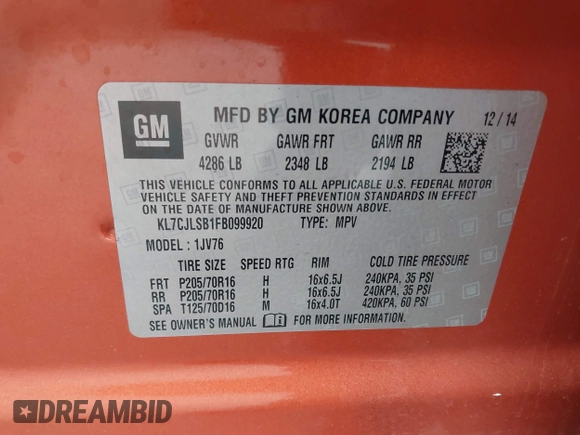 GM
MFD BY GM KOREA COMPANY 12/14
GVWR GAWR FRT GAWR RR
4286 LB 2348 LB 2194 LB
THIS VEHICLE CONFORMS TO ALL APPLICABLE U.S. FEDERAL MOTOR
VEHICLE SAFETY AND THEFT PREVENTION STANDARDS IN EFFECT
ON THE DATE OF MANUFACTURE SHOWN ABOVE.
KL7CJLSB1FB099920 TYPE: MPV
MODEL: 1JV76
TIRE SIZE SPEED RTG RIM COLD TIRE PRESSURE
FRT P205/70R16 H 16x6.5J 240KPA, 35 PSI
RR P205/70R16 H 16x6.5J 240KPA, 35 PSI
SPA T125/70D16 M 16x4.0T 420KPA, 60 PSI
SEE OWNER'S MANUAL FOR MORE INFORMATION.
DREAMBID